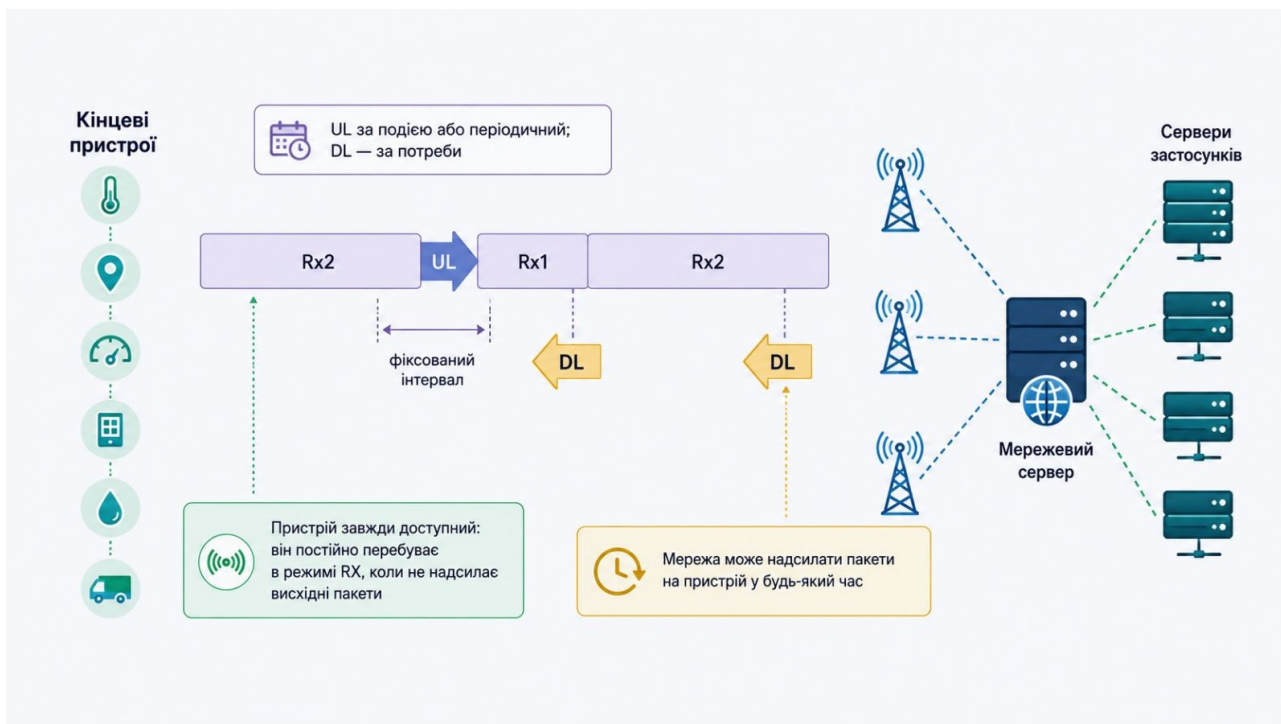 Кінцеві
пристрої
UL за подією або періодичний;
DL — за потреби
Rx2
UL
Rx1
Rx2
фіксований
інтервал
DL
DL
Пристрій завжди доступний:
він постійно перебуває
в режимі RX, коли не надсилає
висхідні пакети
Мережа може надсилати пакети
на пристрій у будь-який час
Мережевий
сервер
Сервери
застосунків